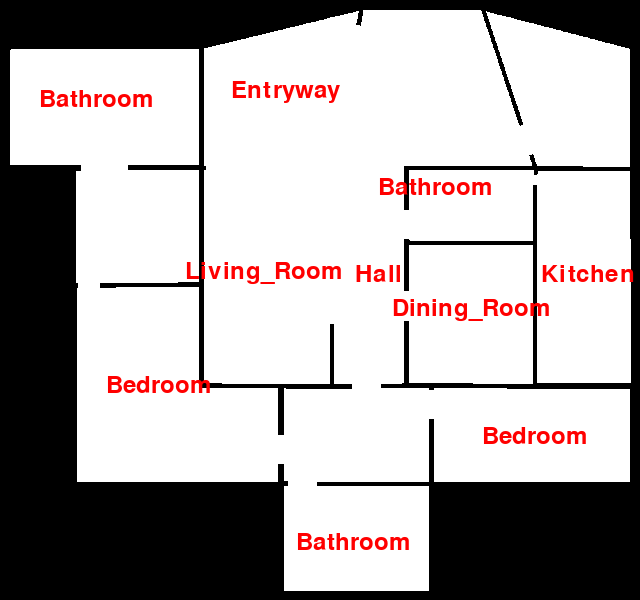 Entryway
Bathroom
Bathroom
Living_Room
Hall
Kitchen
Dining_Room
Bedroom
Bedroom
Bathroom